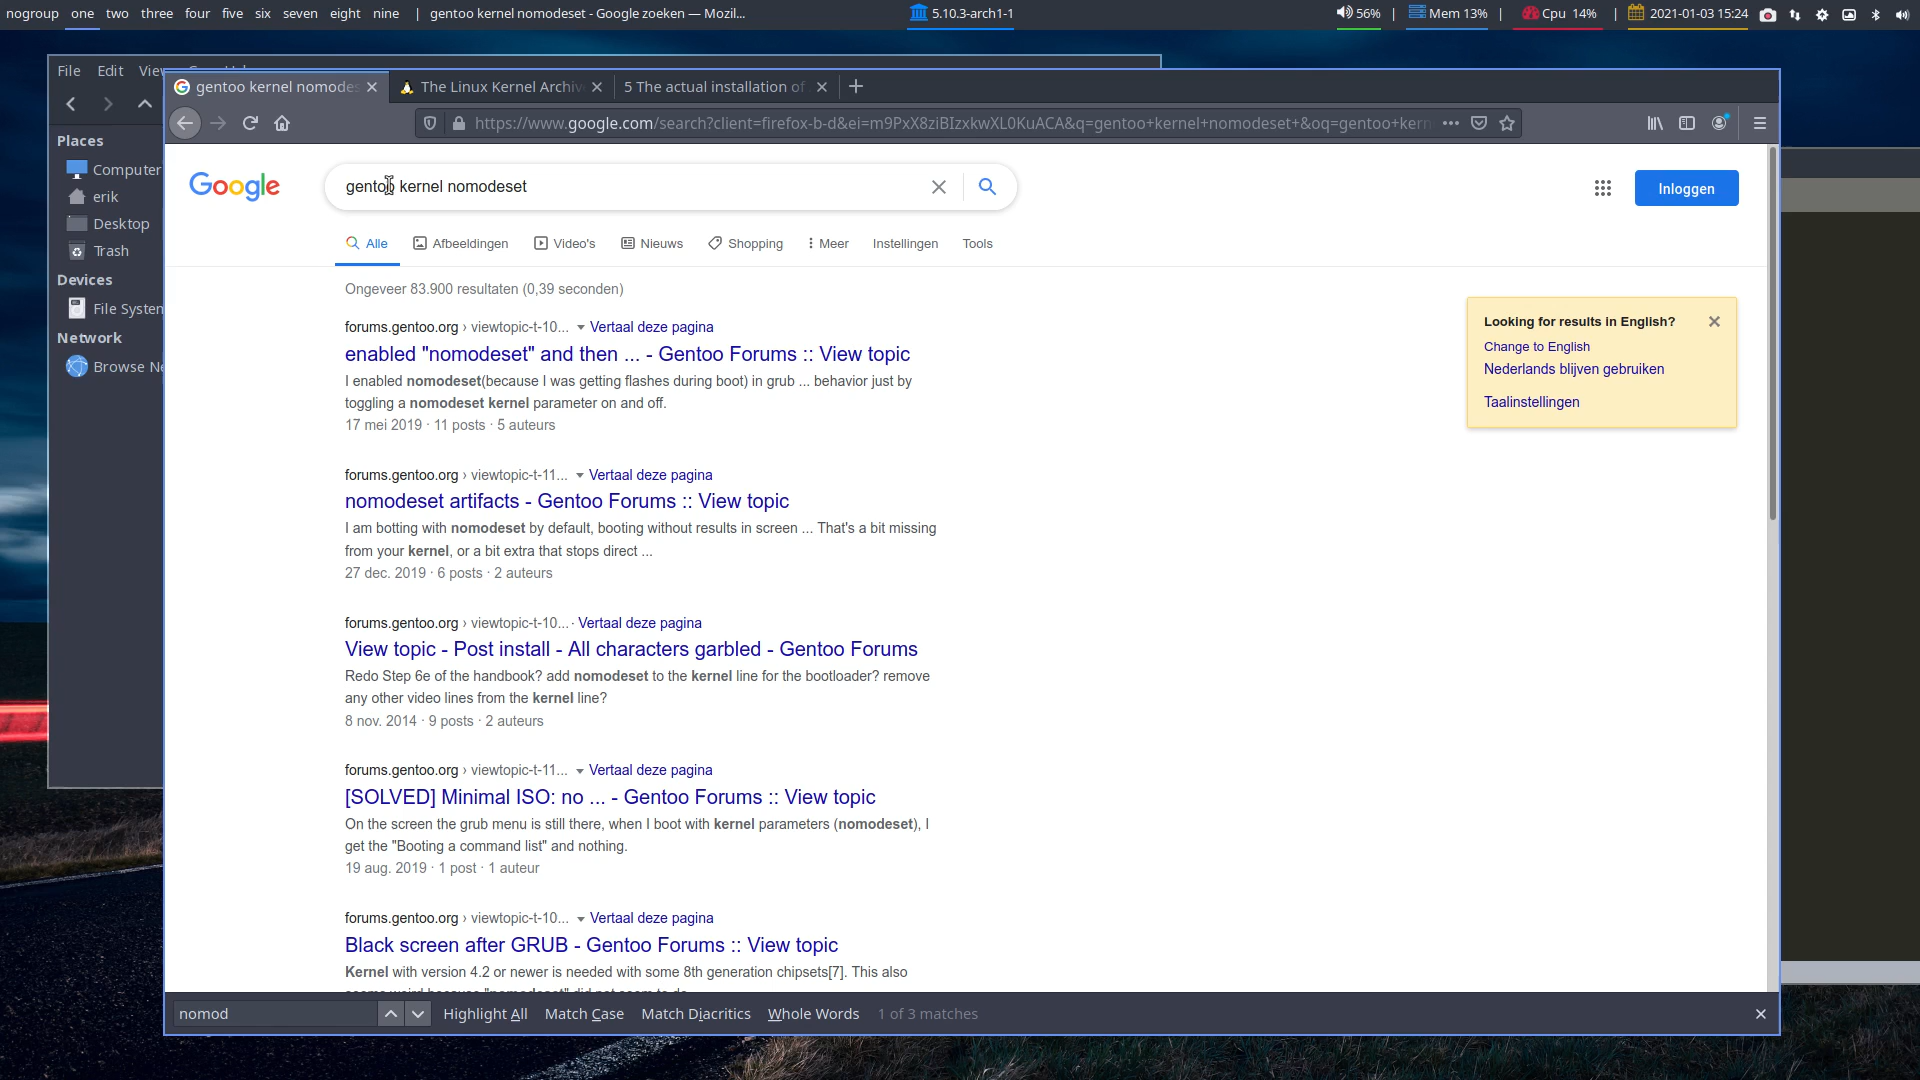 nogroup one two three four five six seven eight nine | gentoo kernel nomodeset - Google zoeken — Mozil...
5.10.3-arch1-1
56% | Mem 13% | Cpu 14% | 2021-01-03 15:24
File Edit
gentoo kernel nomodes
The Linux Kernel Archiv
5 The actual installation of
https://www.google.com/search?client=firefox-b-d&ei=m9PxX8ziBIzxkwXL0KuACA&q=gentoo+kernel+nomodeset+&oq=gentoo+kern
Places
Computer
erik
Desktop
Trash
Devices
File System
Network
Browse Ne
Google
gentoo kernel nomodeset
Inloggen
Alle Afbeeldingen Video's Nieuws Shopping Meer Instellingen Tools
Ongeveer 83.900 resultaten (0,39 seconden)
forums.gentoo.org › viewtopic-t-10... Vertaal deze pagina
enabled "nomodeset" and then ... - Gentoo Forums :: View topic
I enabled nomodeset(because I was getting flashes during boot) in grub ... behavior just by
toggling a nomodeset kernel parameter on and off.
17 mei 2019 · 11 posts · 5 auteurs
forums.gentoo.org › viewtopic-t-11... Vertaal deze pagina
nomodeset artifacts - Gentoo Forums :: View topic
I am botting with nomodeset by default, booting without results in screen ... That's a bit missing
from your kernel, or a bit extra that stops direct ...
27 dec. 2019 · 6 posts · 2 auteurs
forums.gentoo.org › viewtopic-t-10... · Vertaal deze pagina
View topic - Post install - All characters garbled - Gentoo Forums
Redo Step 6e of the handbook? add nomodeset to the kernel line for the bootloader? remove
any other video lines from the kernel line?
8 nov. 2014 · 9 posts · 2 auteurs
forums.gentoo.org › viewtopic-t-11... Vertaal deze pagina
[SOLVED] Minimal ISO: no ... - Gentoo Forums :: View topic
On the screen the grub menu is still there, when I boot with kernel parameters (nomodeset), I
get the "Booting a command list" and nothing.
19 aug. 2019 · 1 post · 1 auteur
forums.gentoo.org › viewtopic-t-10... Vertaal deze pagina
Black screen after GRUB - Gentoo Forums :: View topic
Kernel with version 4.2 or newer is needed with some 8th generation chipsets[7]. This also
Looking for results in English?
Change to English
Nederlands blijven gebruiken
Taalinstellingen
nomod
Highlight All Match Case Match Diacritics Whole Words 1 of 3 matches